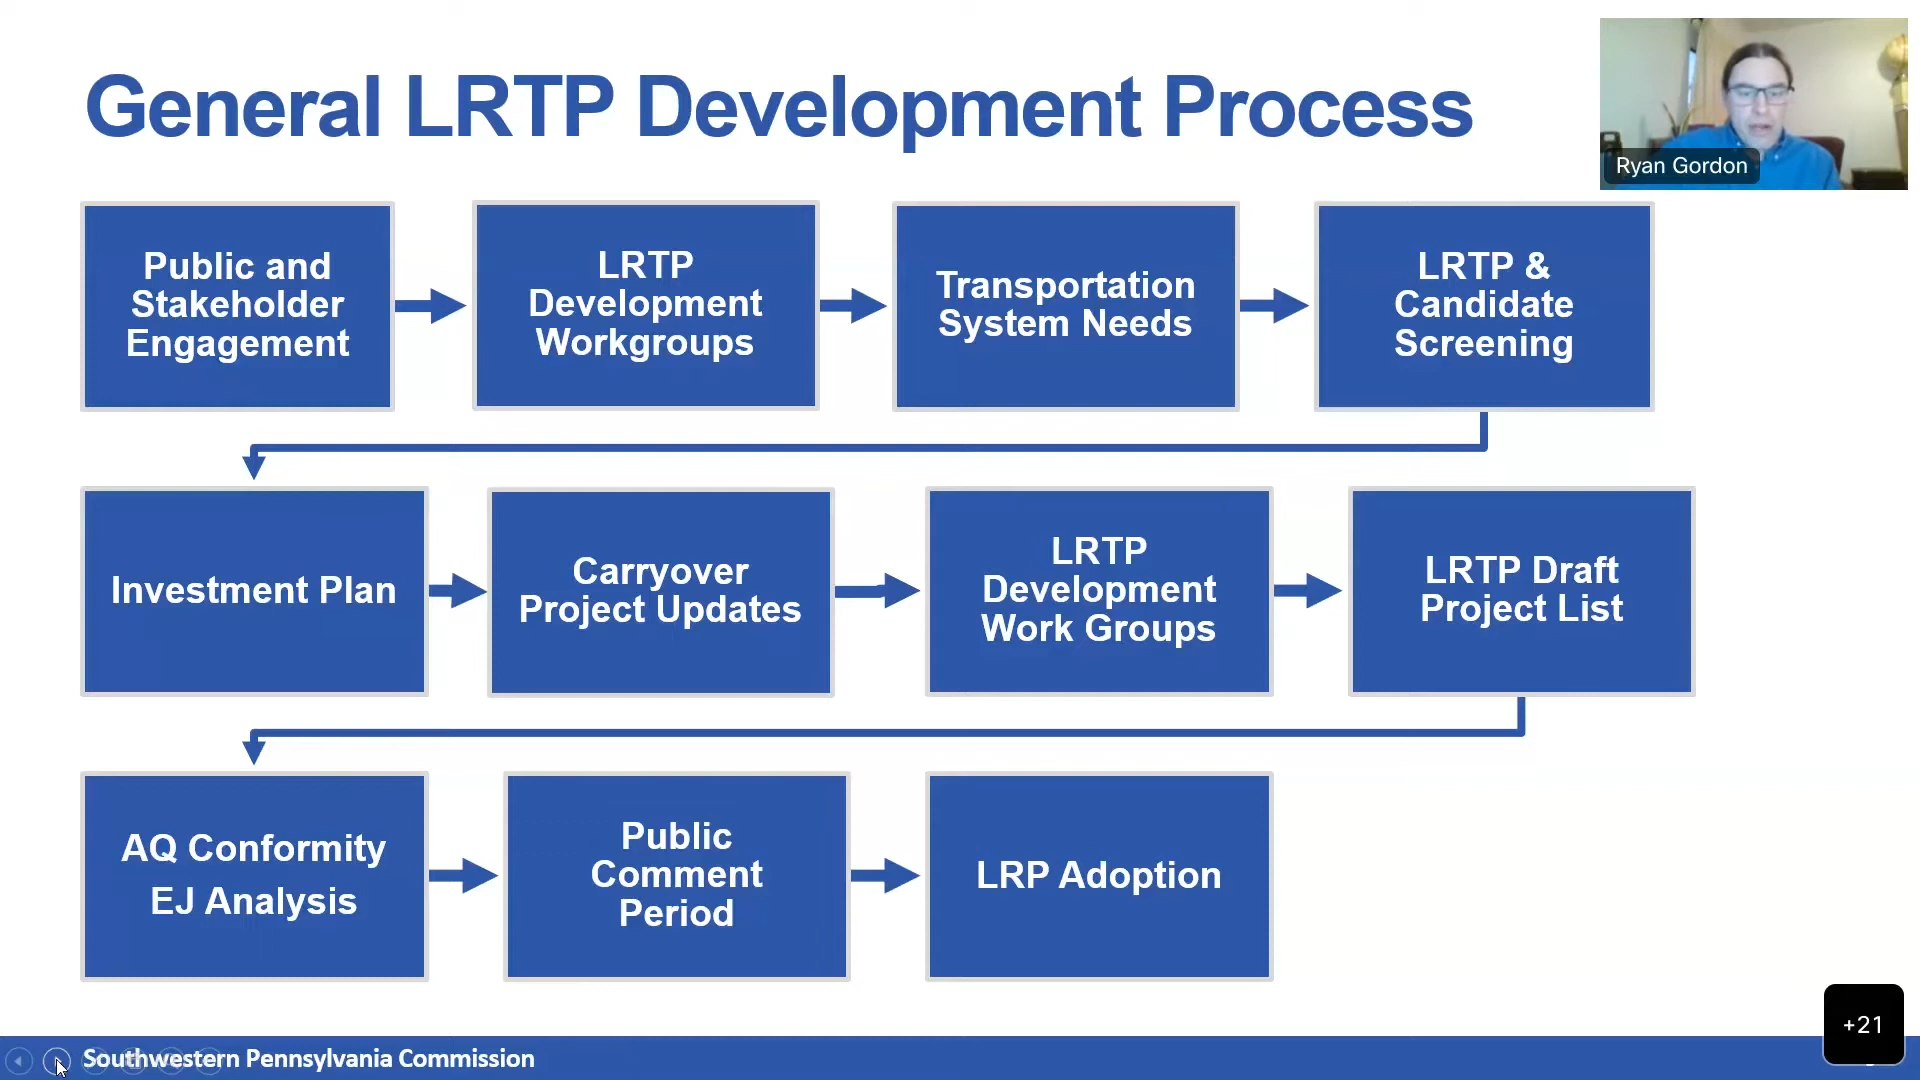 General LRTP Development Process
Ryan Gordon
Public and
Stakeholder
Engagement
LRTP
Development
Workgroups
Transportation
System Needs
LRTP &
Candidate
Screening
Investment Plan
Carryover
Project Updates
LRTP
Development
Work Groups
LRTP Draft
Project List
AQ Conformity
EJ Analysis
Public
Comment
Period
LRP Adoption
+21
Southwestern Pennsylvania Commission